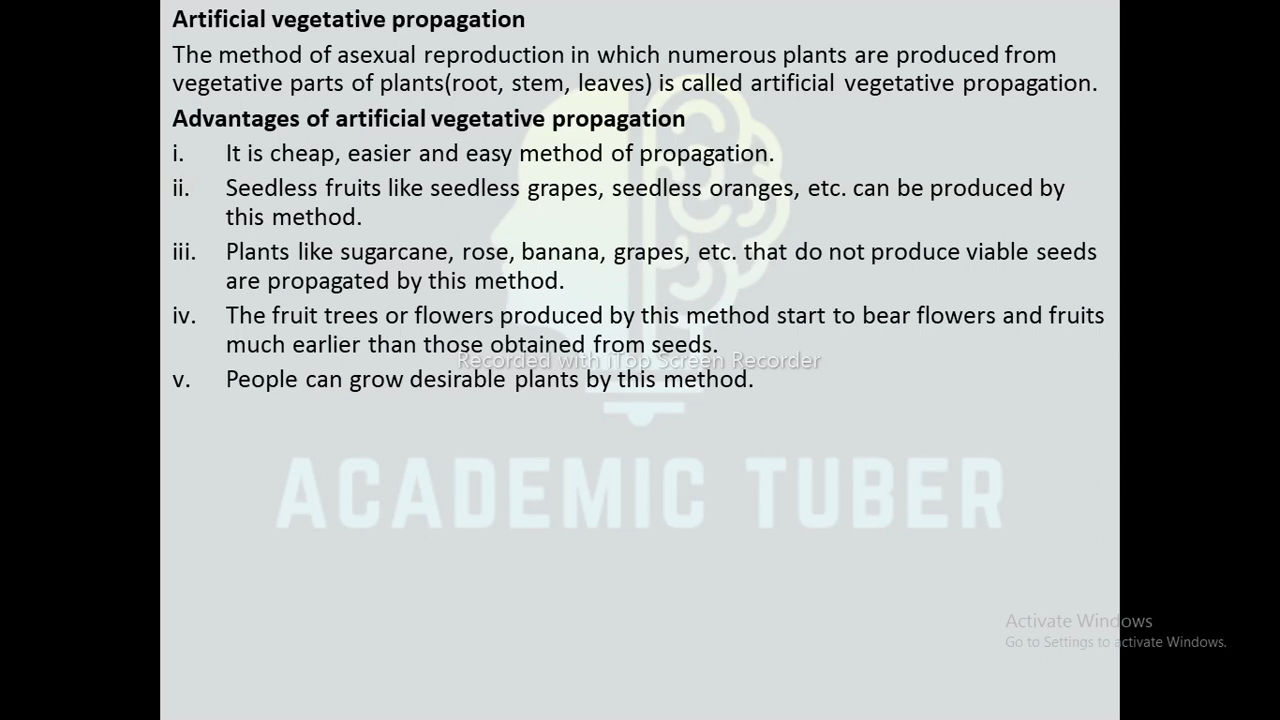 Artificial vegetative propagation
The method of asexual reproduction in which numerous plants are produced from
vegetative parts of plants(root, stem, leaves) is called artificial vegetative propagation.
Advantages of artificial vegetative propagation
i. It is cheap, easier and easy method of propagation.
ii. Seedless fruits like seedless grapes, seedless oranges, etc. can be produced by
this method.
iii. Plants like sugarcane, rose, banana, grapes, etc. that do not produce viable seeds
are propagated by this method.
iv. The fruit trees or flowers produced by this method start to bear flowers and fruits
much earlier than those obtained from seeds.
Recorded with iTop Screen Recorder
v. People can grow desirable plants by this method.
ACADEMIC TUBER
Activate Windows
Go to Settings to activate Windows.